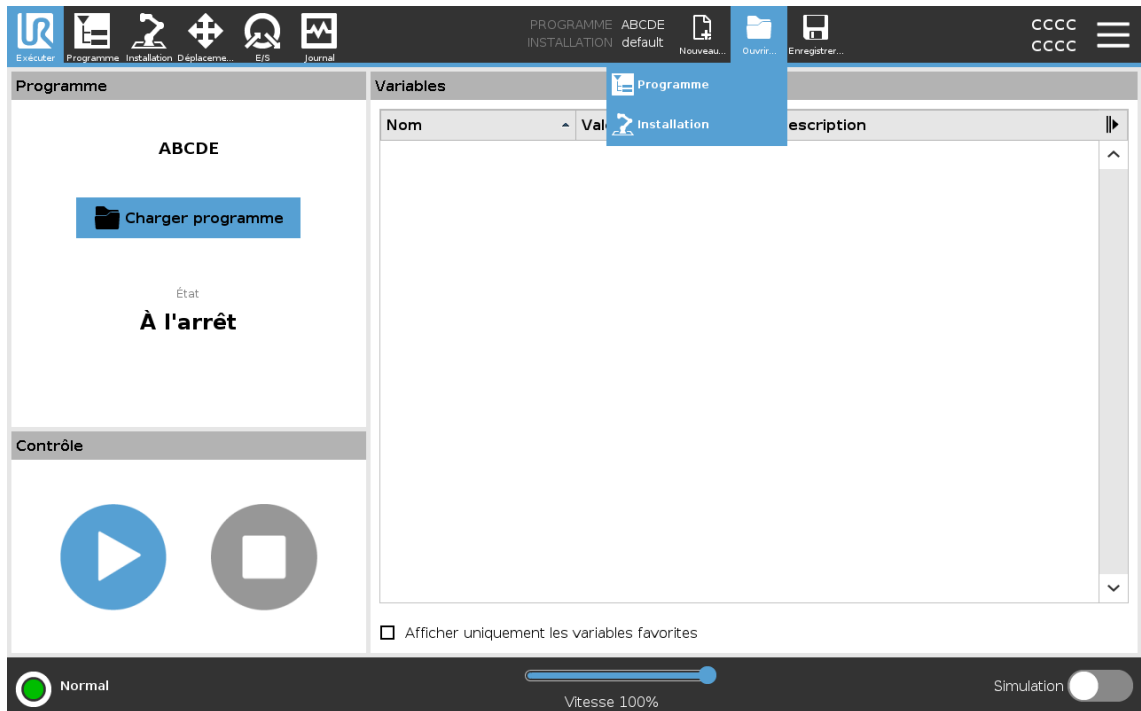 PROGRAMME ABCDE
INSTALLATION default
CCCC
CCCC
Exécuter Programme Installation Déplaceme... E/S Journal
Nouveau... Ouvrir... Enregistrer...
Programme
Installation
Programme
ABCDE
Charger programme
État
À l'arrêt
Contrôle
Variables
Nom Val escription
Afficher uniquement les variables favorites
Normal
Vitesse 100%
Simulation